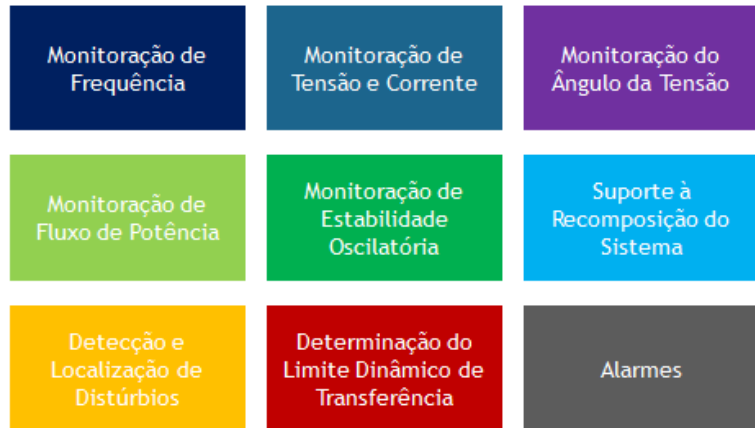 Monitoração de
Frequência
Monitoração de
Tensão e Corrente
Monitoração do
Ângulo da Tensão
Monitoração de
Fluxo de Potência
Monitoração de
Estabilidade
Oscilatória
Suporte à
Recomposição do
Sistema
Detecção e
Localização de
Distúrbios
Determinação do
Limite Dinâmico de
Transferência
Alarmes